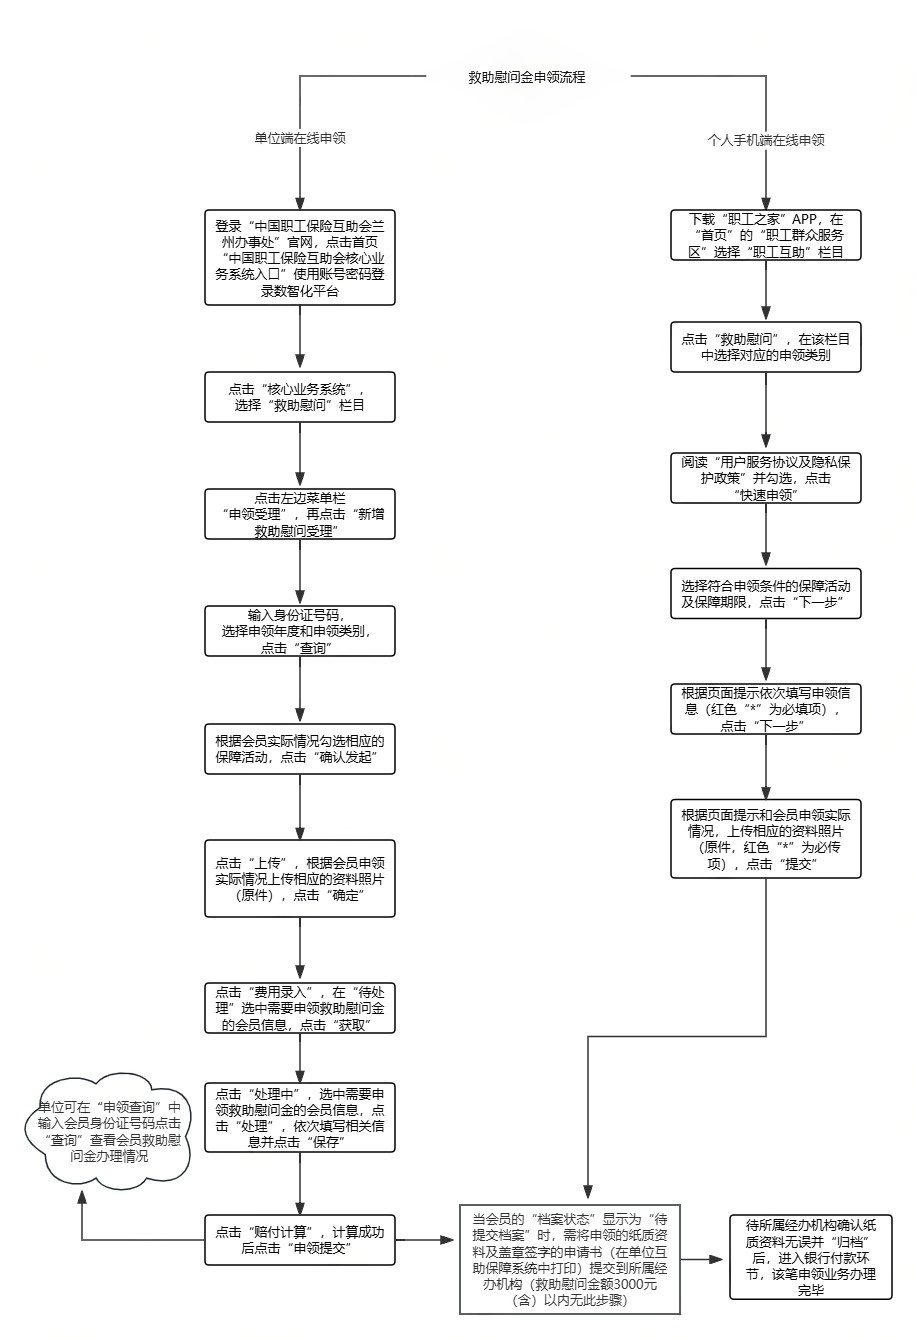 救助慰问金申领流程
单位端在线申领
个人手机端在线申领
登录“中国职工保险互助会兰
州办事处”官网，点击首页
“中国职工保险互助会核心业
务系统入口”使用账号密码登
录数智化平台
点击“核心业务系统”，
选择“救助慰问”栏目
点击左边菜单栏
“申领受理”，再点击“新增
救助慰问受理”
输入身份证号码，
选择申领年度和申领类别，
点击“查询”
根据会员实际情况勾选相应的
保障活动，点击“确认发起”
点击“上传”，根据会员申领
实际情况上传相应的资料照片
（原件），点击“确定”
点击“费用录入”，在“待处
理”选中需要申领救助慰问金
的会员信息，点击“获取”
点击“处理中”，选中需要申
领救助慰问金的会员信息，点
击“处理”，依次填写相关信
息并点击“保存”
点击“赔付计算”，计算成功
后点击“申领提交”
单位可在“申领查询”中
输入会员身份证号码点击
“查询”查看会员救助慰
问金办理情况
下载“职工之家”APP，在
“首页”的“职工群众服务
区”选择“职工互助”栏目
点击“救助慰问”，在该栏目
中选择对应的申领类别
阅读“用户服务协议及隐私保
护政策”并勾选，点击
“快速申领”
选择符合申领条件的保障活动
及保障期限，点击“下一步”
根据页面提示依次填写申领信
息（红色“*”为必填项），
点击“下一步”
根据页面提示和会员申领实际
情况，上传相应的资料照片
（原件，红色“*”为必传
项），点击“提交”
当会员的“档案状态”显示为“待
提交档案”时，需将申领的纸质资
料及盖章签字的申请书（在单位互
助保障系统中打印）提交到所属经
办机构（救助慰问金额3000元
（含）以内无此步骤）
待所属经办机构确认纸
质资料无误并“归档”
后，进入银行付款环
节，该笔申领业务办理
完毕